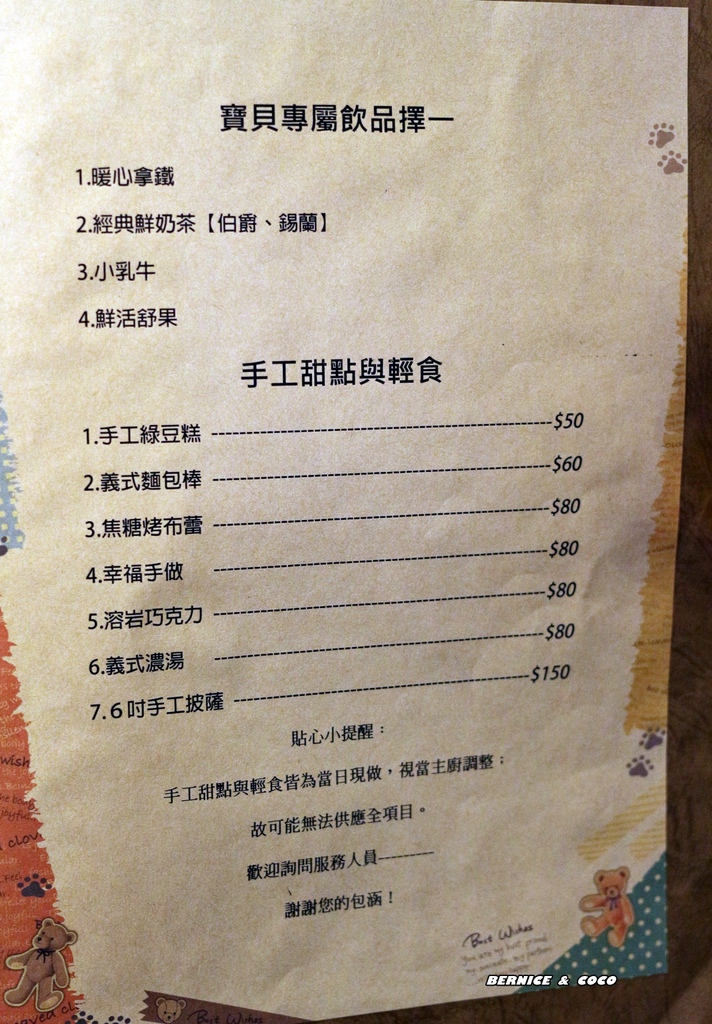 寶貝專屬飲品擇一
1.暖心拿鐵
2.經典鮮奶茶【伯爵、錫蘭】
3.小乳牛
4.鮮活舒果
手工甜點與輕食
1.手工綠豆糕 ------------------------------------------------$50
2.義式麵包棒 ------------------------------------------------$60
3.焦糖烤布蕾 ------------------------------------------------$80
4.幸福手做 ------------------------------------------------$80
5.溶岩巧克力 ------------------------------------------------$80
6.義式濃湯 ------------------------------------------------$80
7.6吋手工披薩 ------------------------------------------$150
貼心小提醒：
手工甜點與輕食皆為當日現做，視當主廚調整；
故可能無法供應全項目。
歡迎詢問服務人員---------
謝謝您的包涵！
Best Wishes
BERNICE & COCO
Best Wishes